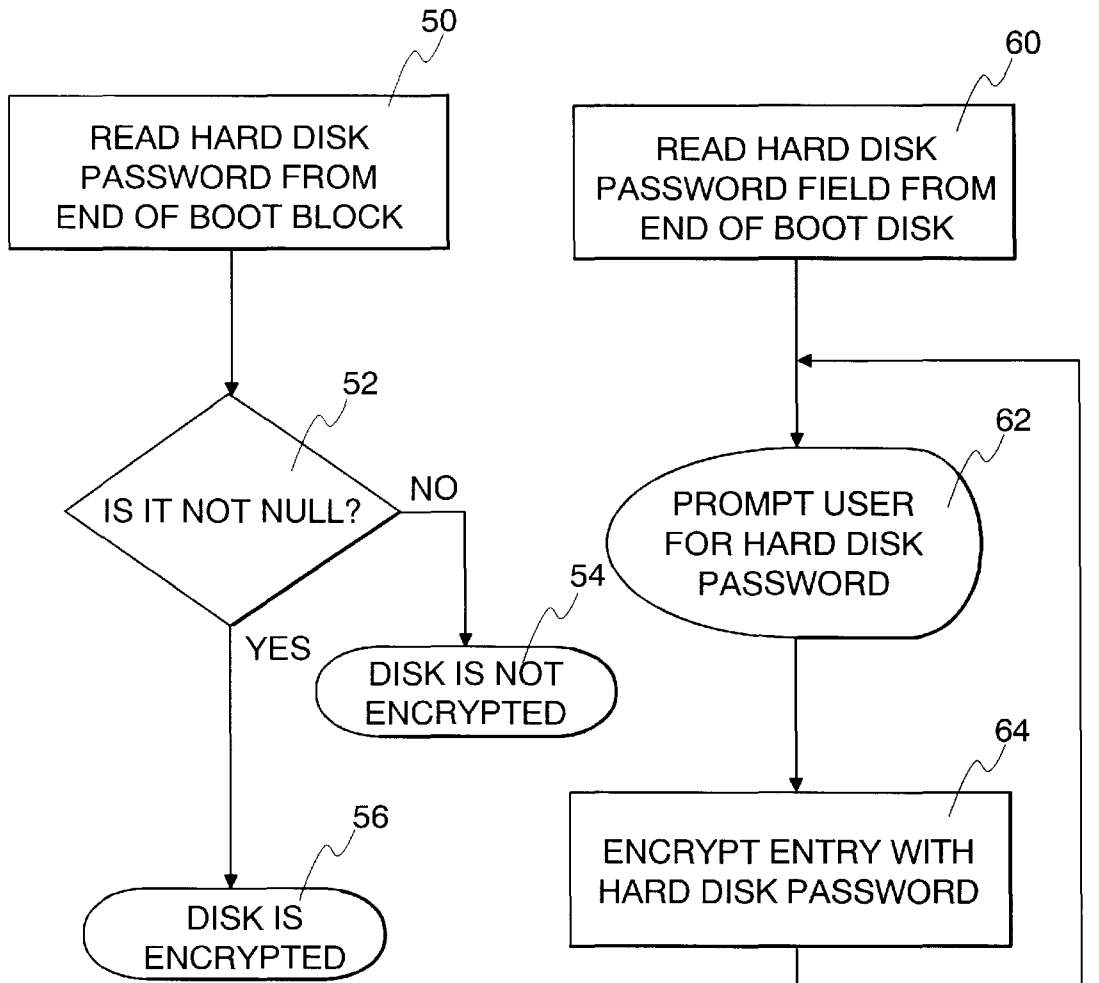 50
READ HARD DISK
PASSWORD FROM
END OF BOOT BLOCK
52
IS IT NOT NULL?
NO
YES
54
DISK IS NOT
ENCRYPTED
56
DISK IS
ENCRYPTED
60
READ HARD DISK
PASSWORD FIELD FROM
END OF BOOT DISK
62
PROMPT USER
FOR HARD DISK
PASSWORD
64
ENCRYPT ENTRY WITH
HARD DISK PASSWORD